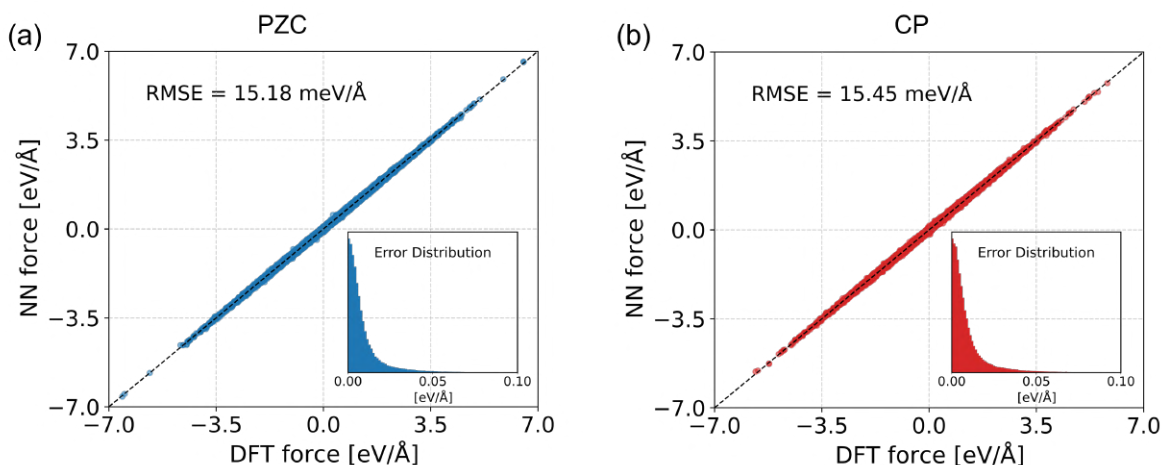 (a)
PZC
7.0
3.5
0.0
−3.5
−7.0
NN force [eV/Å]
RMSE = 15.18 meV/Å
Error Distribution
0.00
0.05
0.10
[eV/Å]
−7.0
−3.5
0.0
3.5
7.0
DFT force [eV/Å]
(b)
CP
7.0
3.5
0.0
−3.5
−7.0
NN force [eV/Å]
RMSE = 15.45 meV/Å
Error Distribution
0.00
0.05
0.10
[eV/Å]
−7.0
−3.5
0.0
3.5
7.0
DFT force [eV/Å]